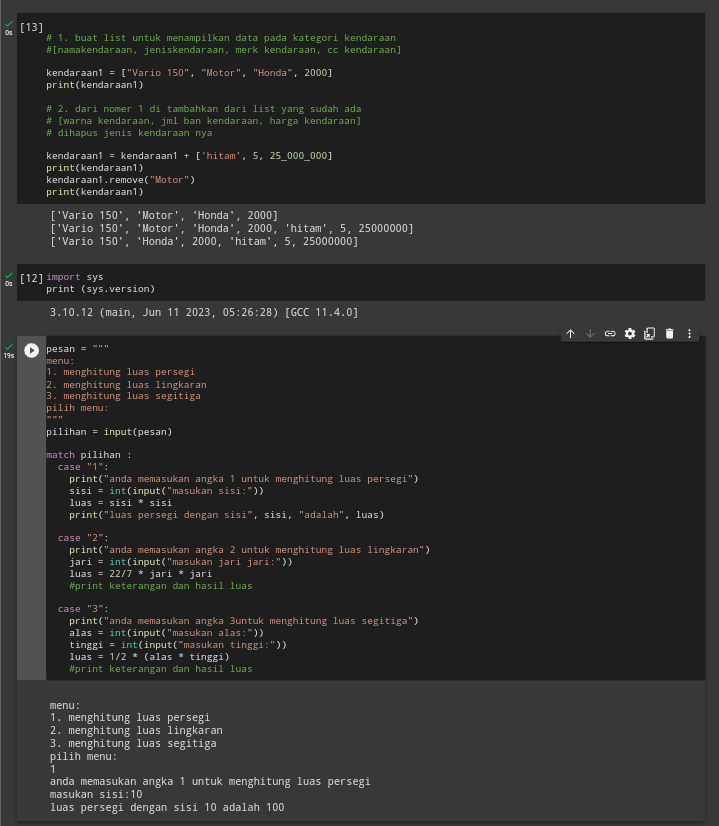 [13]
0s
# 1. buat list untuk menampilkan data pada kategori kendaraan
#[namakendaraan, jeniskendaraan, merk kendaraan, cc kendaraan]
kendaraan1 = ["Vario 150", "Motor", "Honda", 2000]
print(kendaraan1)
# 2. dari nomer 1 di tambahkan dari list yang sudah ada
# [warna kendaraan, jml ban kendaraan, harga kendaraan]
# dihapus jenis kendaraan nya
kendaraan1 = kendaraan1 + ['hitam', 5, 25_000_000]
print(kendaraan1)
kendaraan1.remove("Motor")
print(kendaraan1)
['Vario 150', 'Motor', 'Honda', 2000]
['Vario 150', 'Motor', 'Honda', 2000, 'hitam', 5, 25000000]
['Vario 150', 'Honda', 2000, 'hitam', 5, 25000000]
[12] import sys
0s
print (sys.version)
3.10.12 (main, Jun 11 2023, 05:26:28) [GCC 11.4.0]
19s
pesan = """
menu:
1. menghitung luas persegi
2. menghitung luas lingkaran
3. menghitung luas segitiga
pilih menu:
"""
pilihan = input(pesan)
match pilihan :
case "1":
print("anda memasukan angka 1 untuk menghitung luas persegi")
sisi = int(input("masukan sisi:"))
luas = sisi * sisi
print("luas persegi dengan sisi", sisi, "adalah", luas)
case "2":
print("anda memasukan angka 2 untuk menghitung luas lingkaran")
jari = int(input("masukan jari jari:"))
luas = 22/7 * jari * jari
#print keterangan dan hasil luas
case "3":
print("anda memasukan angka 3untuk menghitung luas segitiga")
alas = int(input("masukan alas:"))
tinggi = int(input("masukan tinggi:"))
luas = 1/2 * (alas * tinggi)
#print keterangan dan hasil luas
menu:
1. menghitung luas persegi
2. menghitung luas lingkaran
3. menghitung luas segitiga
pilih menu:
1
anda memasukan angka 1 untuk menghitung luas persegi
masukan sisi:10
luas persegi dengan sisi 10 adalah 100